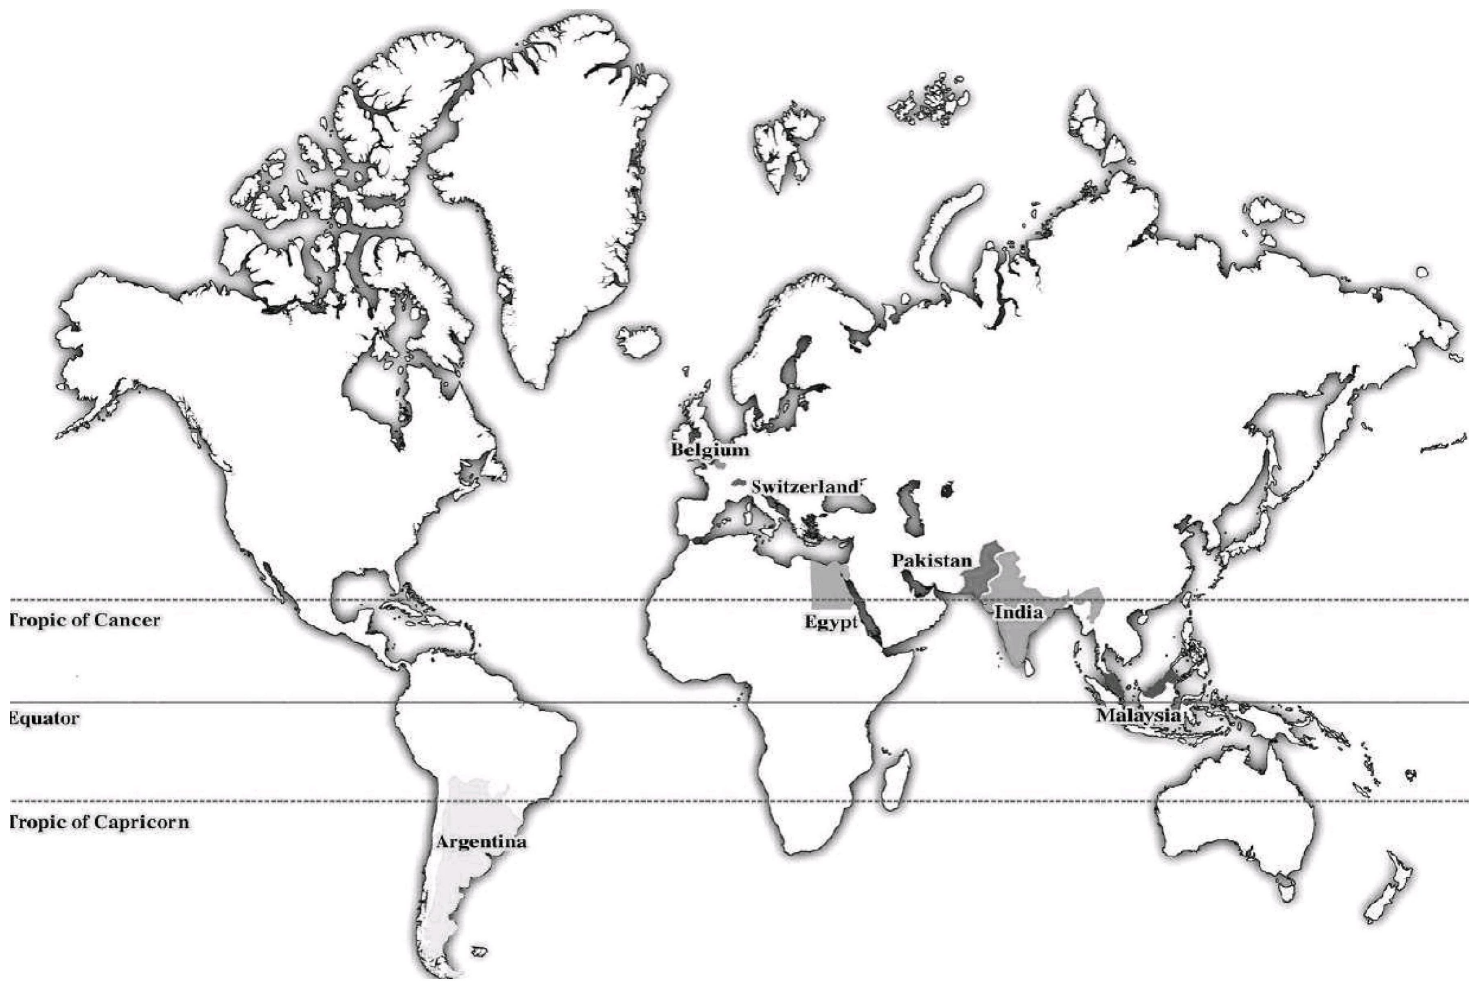 Belgium
Switzerland
Pakistan
Tropic of Cancer
India
Egypt
Equator
Malaysia
Tropic of Capricorn
Argentina